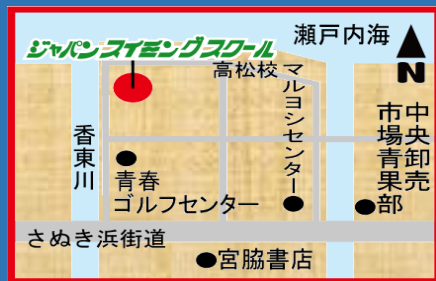 瀬戸内海
ジャパンスイミングスクール
高松校
N
マルヨシセンター
中央卸売
市場青果部
香東川
青春
ゴルフセンター
さぬき浜街道
宮脇書店